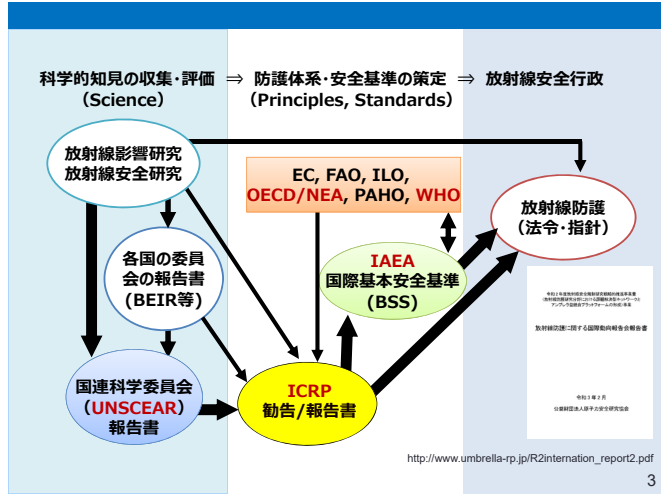 科学的知見の収集・評価 ⇒ 防護体系・安全基準の策定 ⇒ 放射線安全行政
(Science)
(Principles, Standards)
放射線影響研究
放射線安全研究
EC, FAO, ILO,
OECD/NEA, PAHO, WHO
放射線防護
(法令・指針)
各国の委員
会の報告書
(BEIR等)
IAEA
国際基本安全基準
(BSS)
国連科学委員会
(UNSCEAR)
報告書
ICRP
勧告/報告書
放射線防護に関する国際動向報告会報告書
令和3年2月
公益財団法人原子力安全研究協会
http://www.umbrella-rp.jp/R2internation_report2.pdf
3